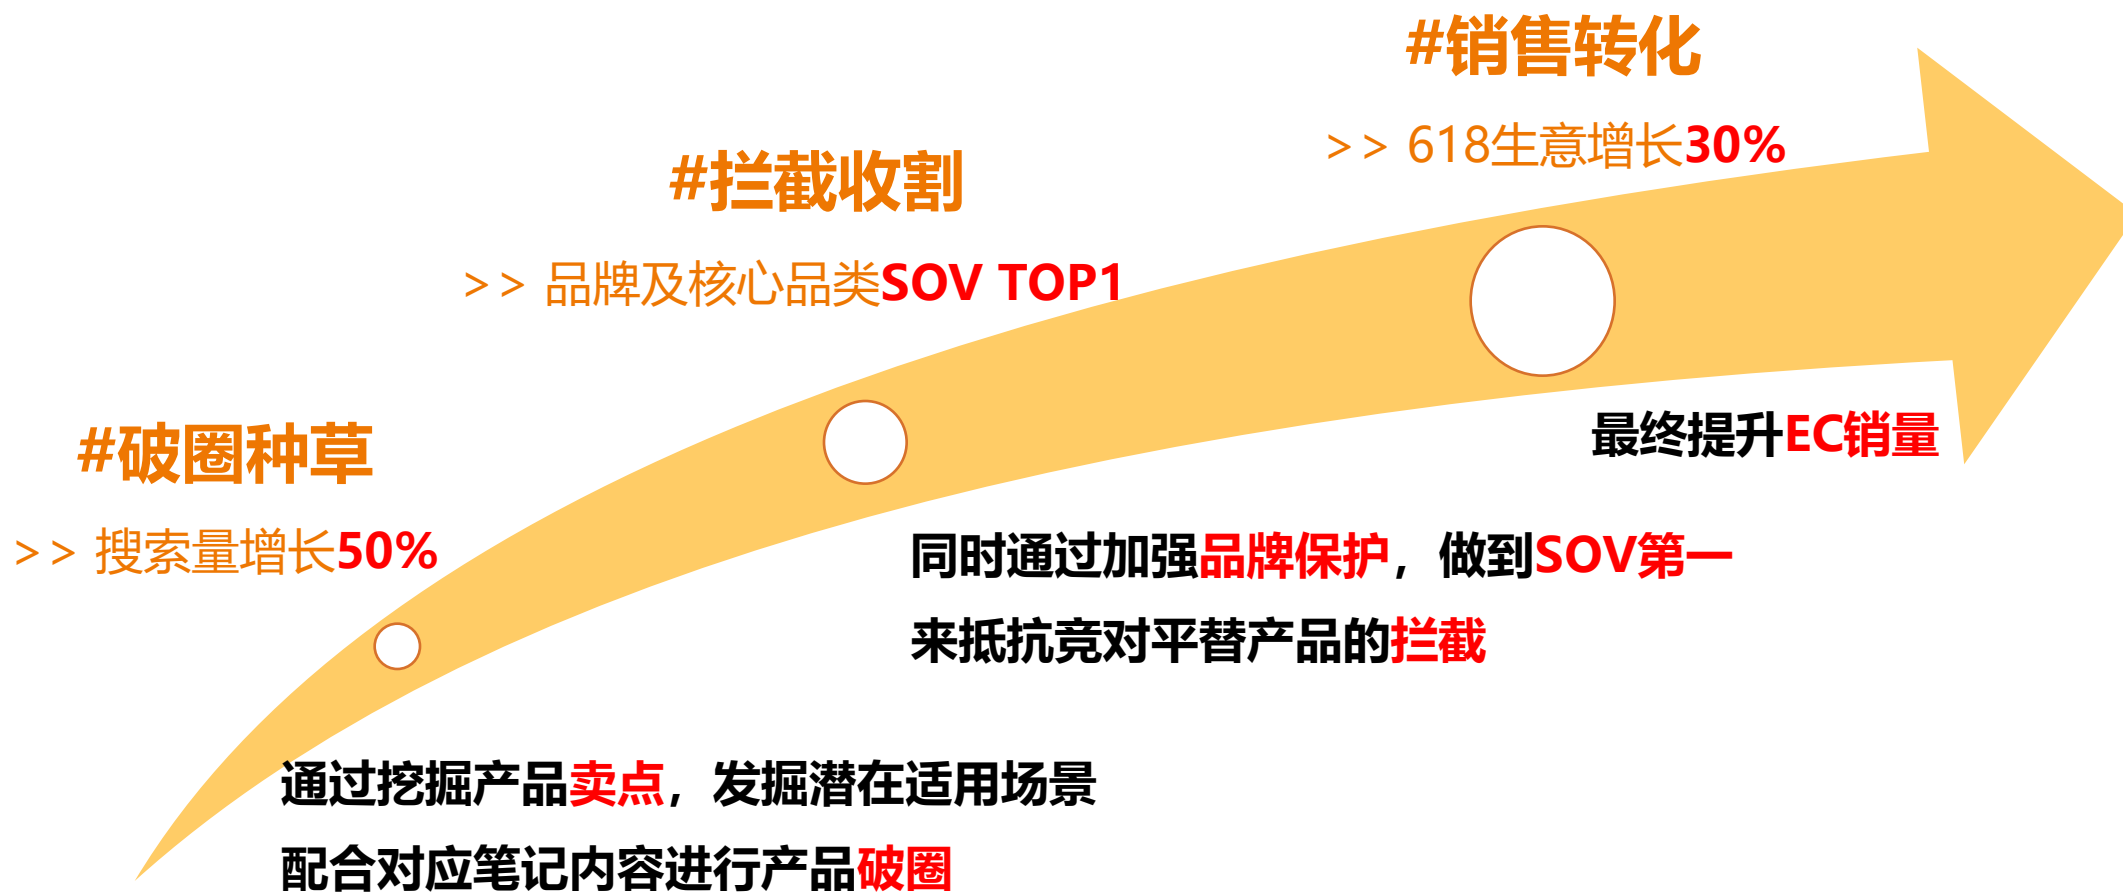 #销售转化
>> 618生意增长30%
#拦截收割
>> 品牌及核心品类SOV TOP1
#破圈种草
>> 搜索量增长50%
最终提升EC销量
同时通过加强品牌保护，做到SOV第一
来抵抗竞对平替产品的拦截
通过挖掘产品卖点，发掘潜在适用场景
配合对应笔记内容进行产品破圈